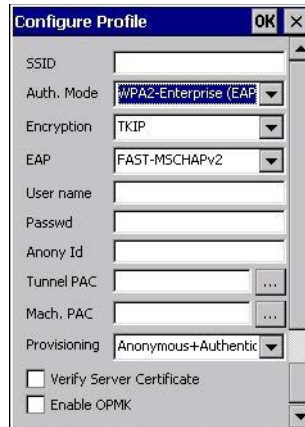 Configure Profile OK ×
SSID
Auth. Mode WPA2-Enterprise (EAP
Encryption TKIP
EAP FAST-MSCHAPv2
User name
Passwd
Anony Id
Tunnel PAC ...
Mach. PAC ...
Provisioning Anonymous+Authentic
Verify Server Certificate
Enable OPMK